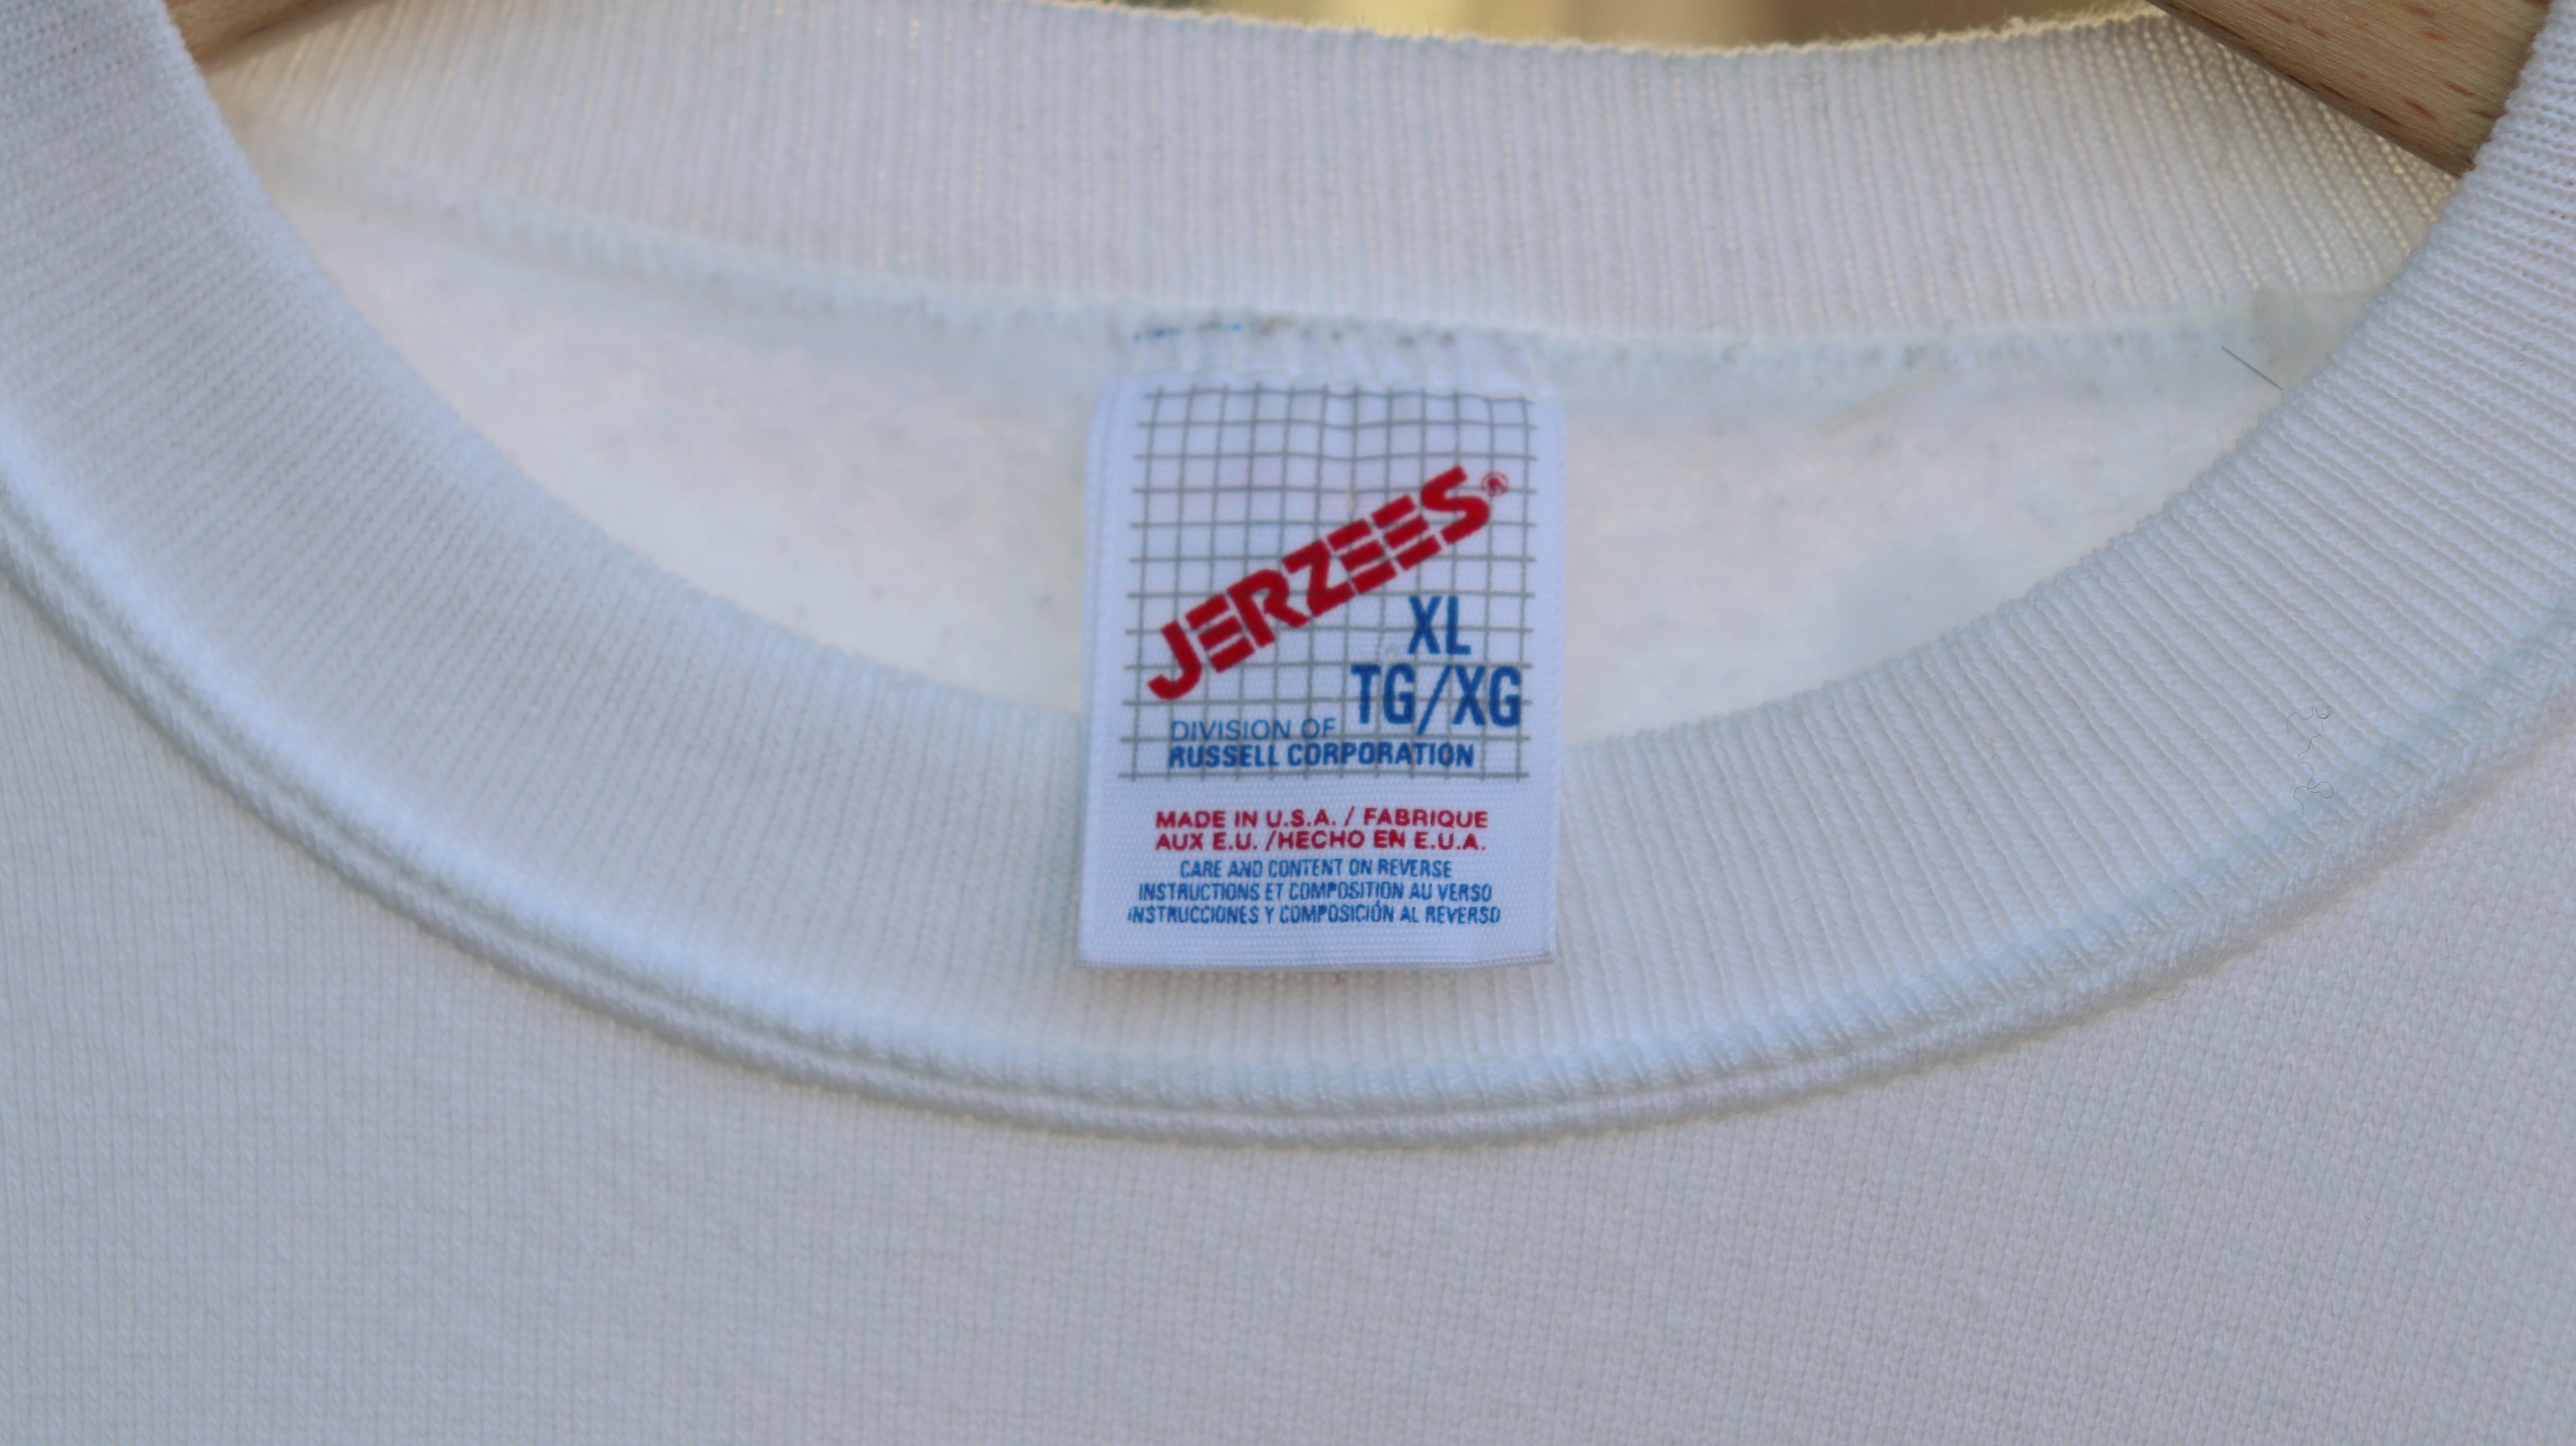 JERZEES®
XL
TG/XG
DIVISION OF
RUSSELL CORPORATION
MADE IN U.S.A. / FABRIQUE
AUX E.U. /HECHO EN E.U.A.
CARE AND CONTENT ON REVERSE
INSTRUCTIONS ET COMPOSITION AU VERSO
INSTRUCCIONES Y COMPOSICIÓN AL REVERSO